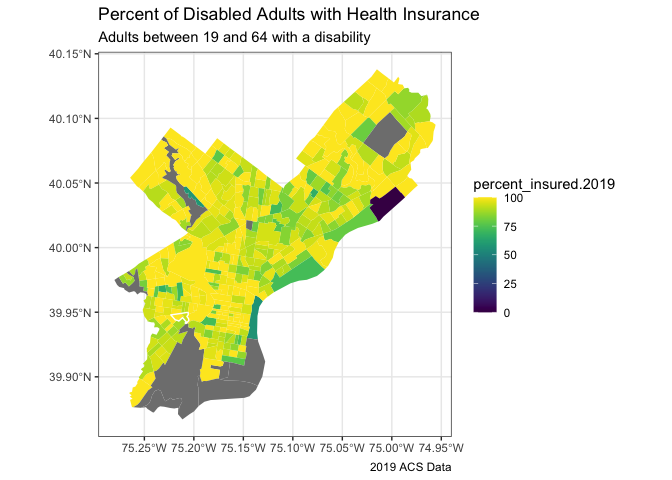 Percent of Disabled Adults with Health Insurance
Adults between 19 and 64 with a disability
40.15°N
40.10°N
40.05°N
40.00°N
39.95°N
39.90°N
75.25°W 75.20°W 75.15°W 75.10°W 75.05°W 75.00°W 74.95°W
percent_insured.2019
100
75
50
25
0
2019 ACS Data